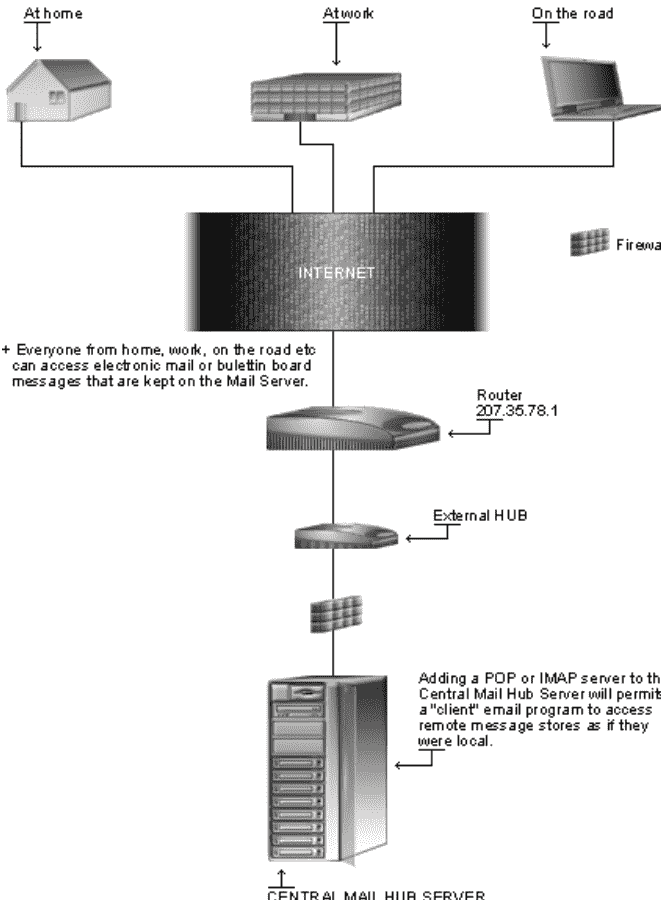 At home
At work
On the road
INTERNET
Firewa
+ Everyone from home, work, on the road etc
can access electronic mail or bulettin board
messages that are kept on the Mail Server.
Router
207.35.78.1
External HUB
Adding a POP or IMAP server to th
Central Mail Hub Server will permits
a "client" email program to access
remote message stores as if they
were local.
CENTRAL MAIL HUB SERVER